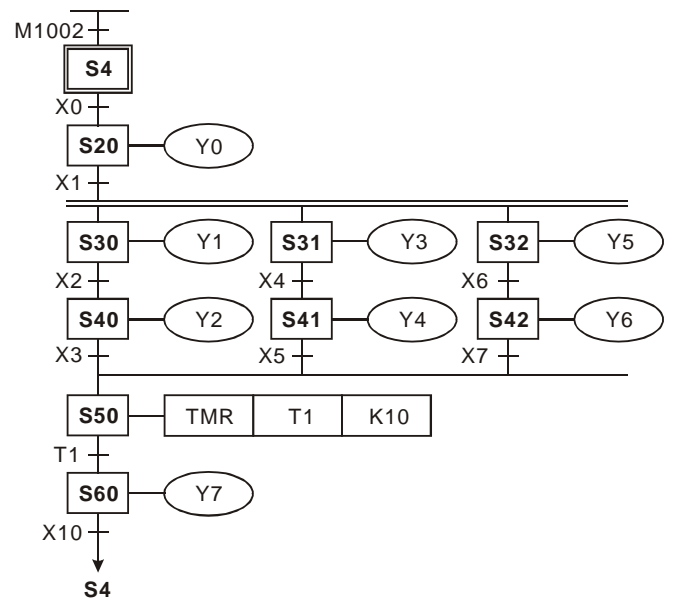 M1002
S4
X0
S20 Y0
X1
S30 Y1 S31 Y3 S32 Y5
X2 X4 X6
S40 Y2 S41 Y4 S42 Y6
X3 X5 X7
S50 TMR T1 K10
T1
S60 Y7
X10
S4